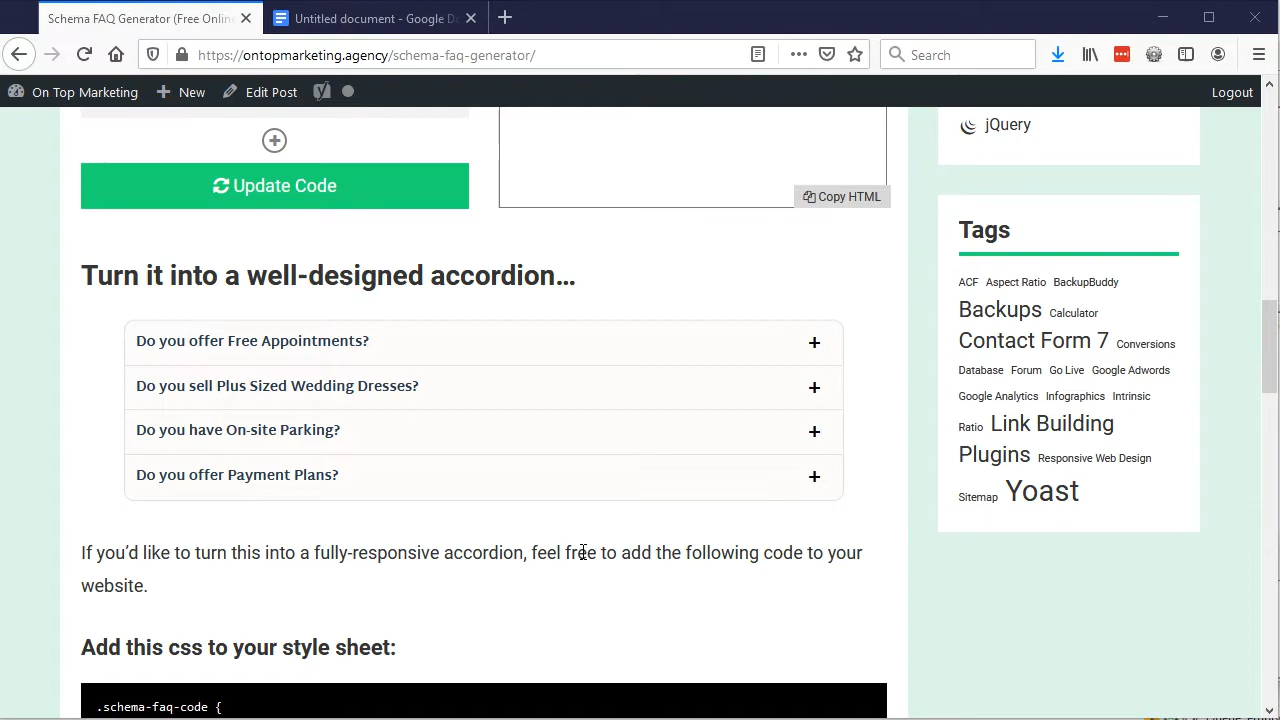 Schema FAQ Generator (Free Onlin
Untitled document - Google D
https://ontopmarketing.agency/schema-faq-generator/
Search
On Top Marketing
New
Edit Post
Logout
Update Code
Copy HTML
Turn it into a well-designed accordion...
Do you offer Free Appointments?
Do you sell Plus Sized Wedding Dresses?
Do you have On-site Parking?
Do you offer Payment Plans?
If you'd like to turn this into a fully-responsive accordion, feel free to add the following code to your
website.
Add this css to your style sheet:
.schema-faq-code {
jQuery
Tags
ACF Aspect Ratio BackupBuddy
Backups Calculator
Contact Form 7 Conversions
Database Forum Go Live Google Adwords
Google Analytics Infographics Intrinsic
Ratio Link Building
Plugins Responsive Web Design
Sitemap Yoast